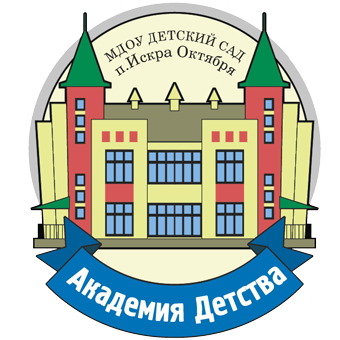 МДОУ ДЕТСКИЙ САД
п.Искра Октября
Академия Детства